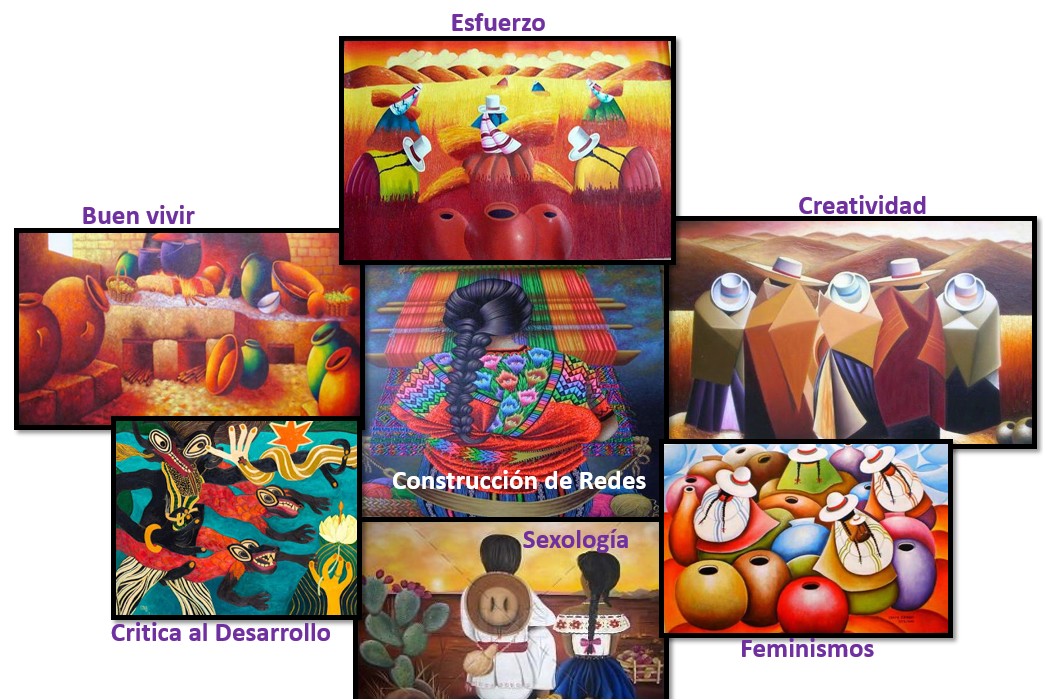 Esfuerzo
Buen vivir
Creatividad
Construcción de Redes
Sexología
Critica al Desarrollo
Feminismos